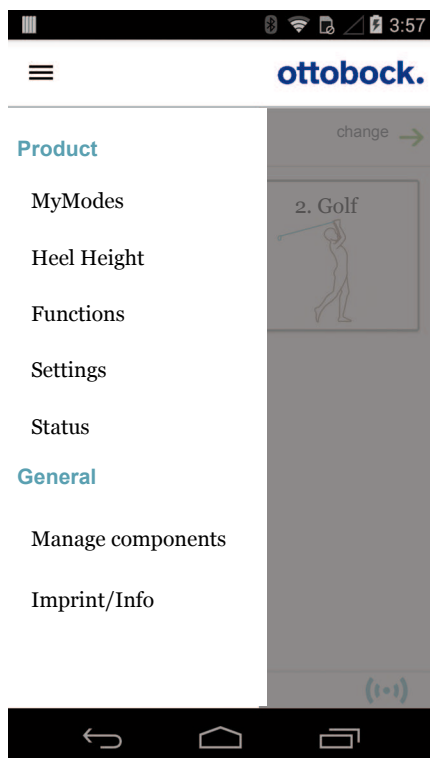 3:57
ottobock.
change
Product
MyModes
2. Golf
Heel Height
Functions
Settings
Status
General
Manage components
Imprint/Info